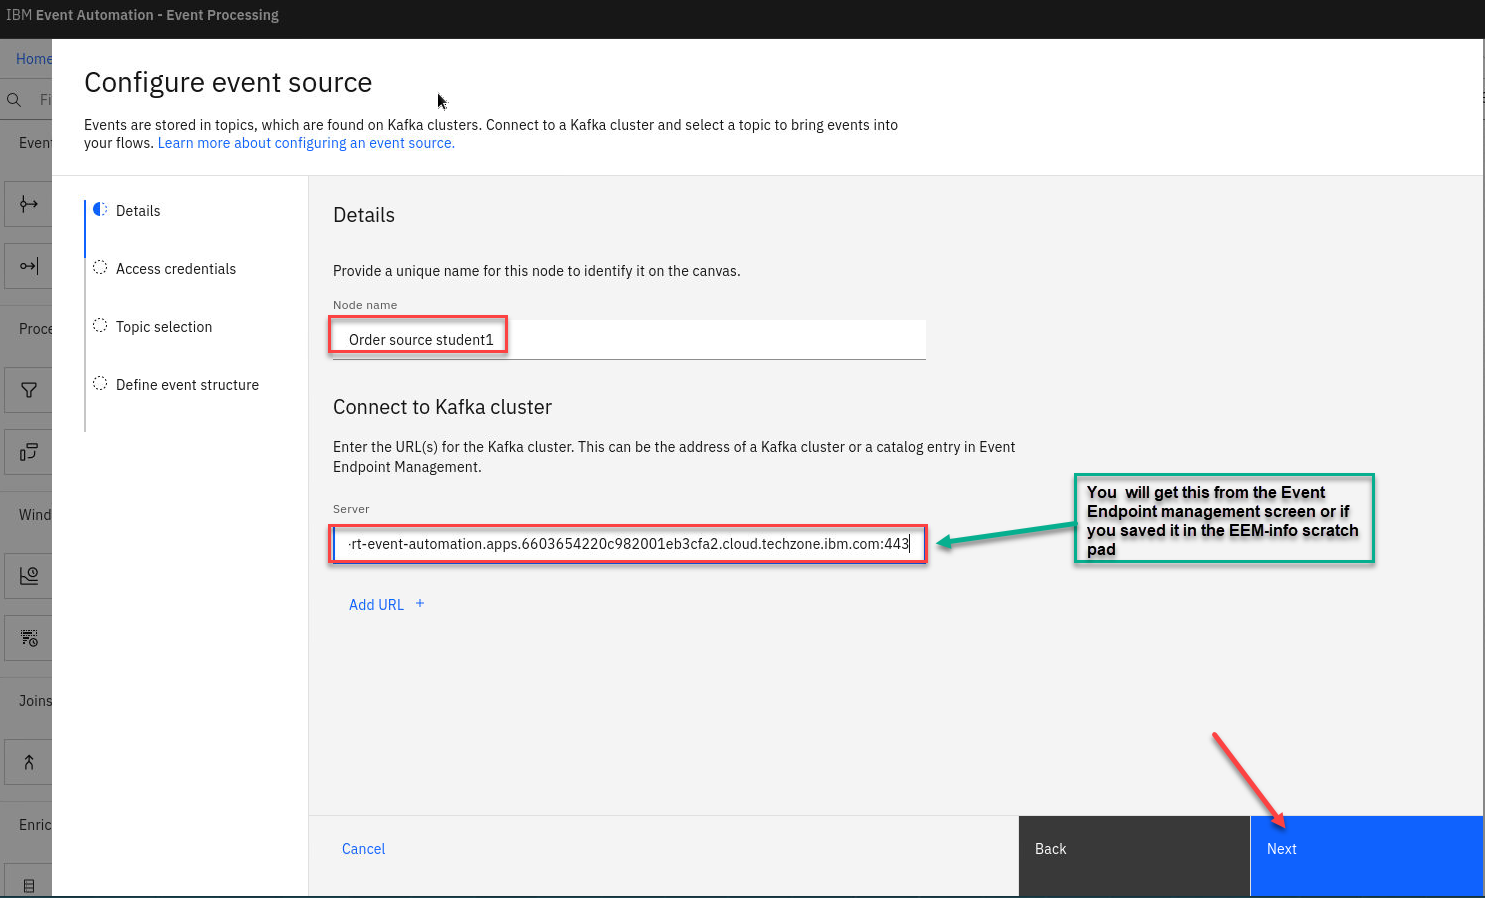 IBM Event Automation - Event Processing
Home
Configure event source
Events are stored in topics, which are found on Kafka clusters. Connect to a Kafka cluster and select a topic to bring events into
your flows. Learn more about configuring an event source.
Fi
Event
Proce
Wind
Joins
Enric
Details
Access credentials
Topic selection
Define event structure
Details
Provide a unique name for this node to identify it on the canvas.
Node name
Order source student1
Connect to Kafka cluster
Enter the URL(s) for the Kafka cluster. This can be the address of a Kafka cluster or a catalog entry in Event
Endpoint Management.
Server
rt-event-automation.apps.6603654220c982001eb3cfa2.cloud.techzone.ibm.com:443
You will get this from the Event
Endpoint management screen or if
you saved it in the EEM-info scratch
pad
Add URL +
Cancel
Back
Next